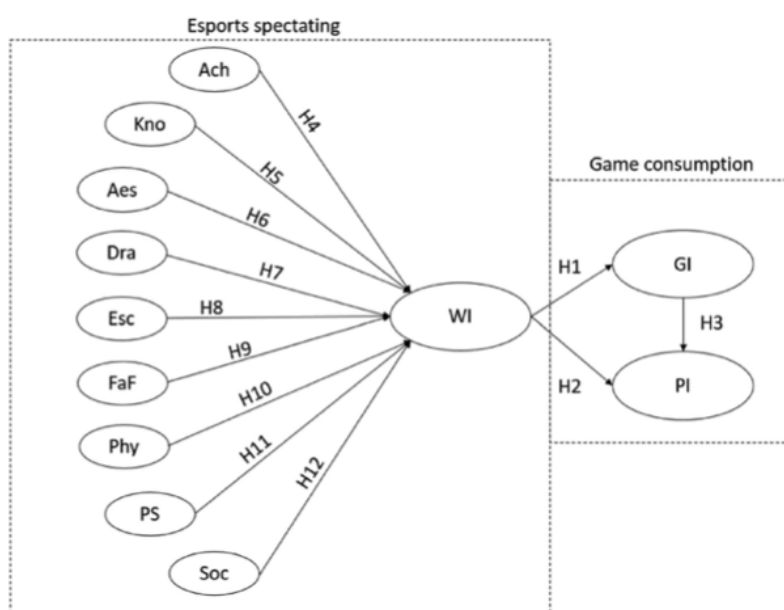 Esports spectating
Ach
H4
Kno
H5
Aes
H6
Dra
H7
Esc
H8
FaF
H9
Phy
H10
PS
H11
Soc
H12
WI
Game consumption
H1
GI
H3
H2
PI